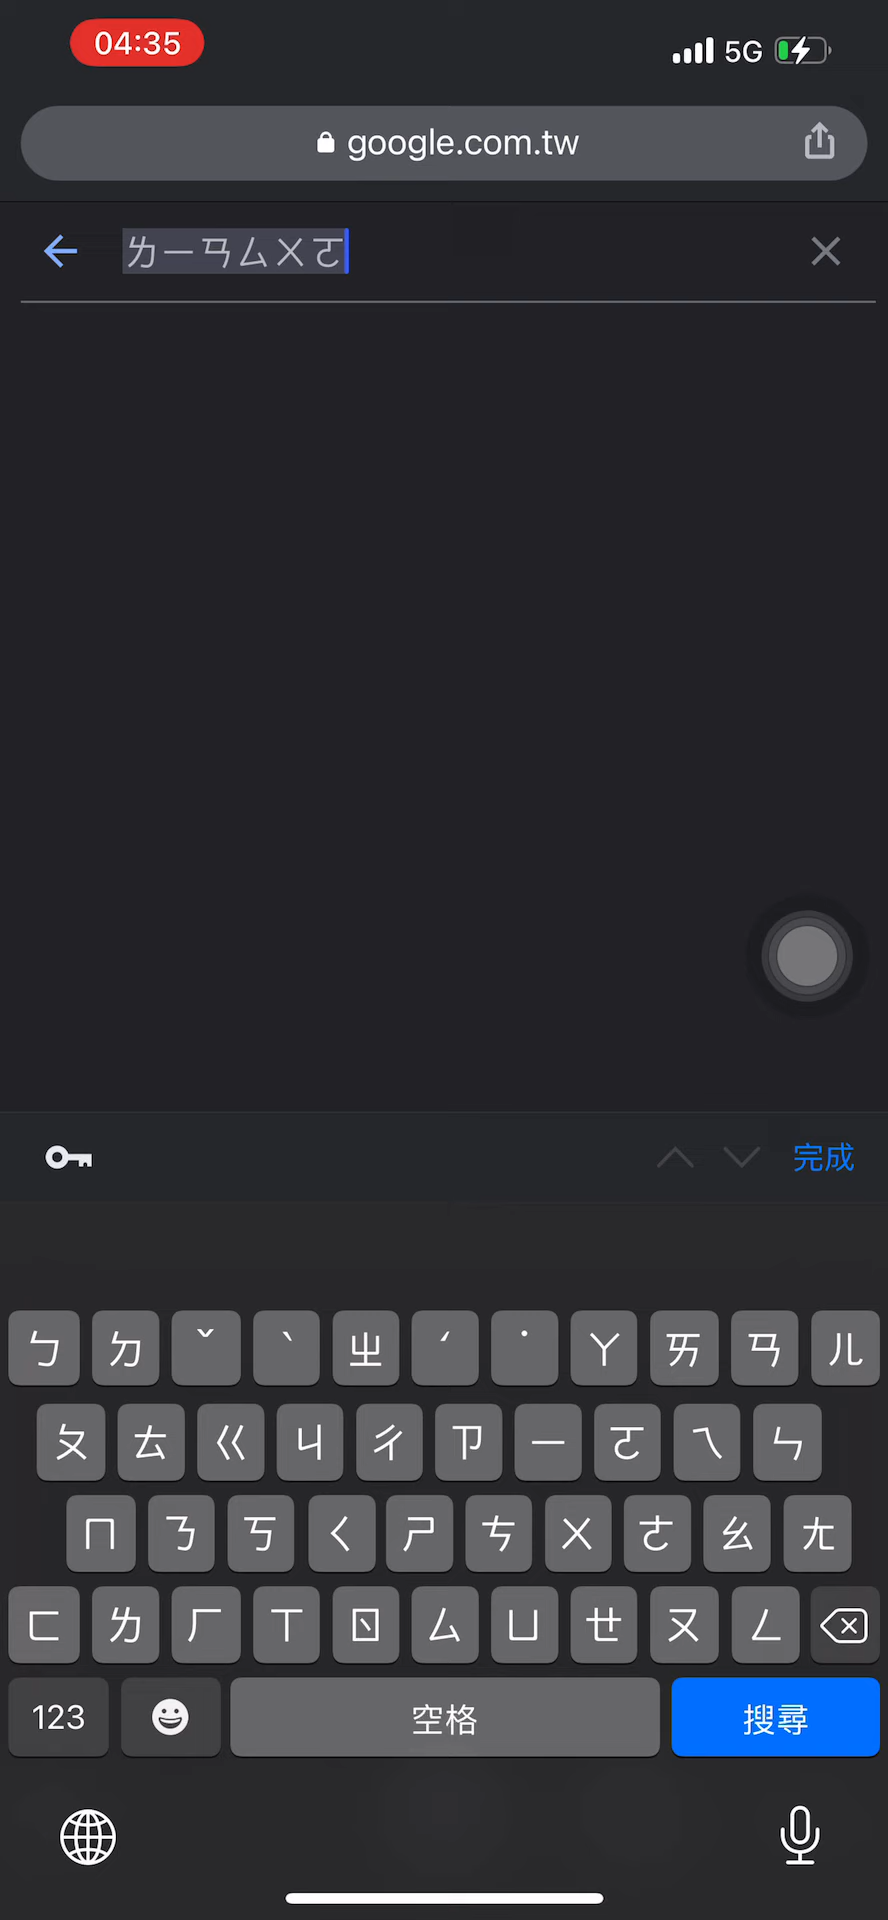 04:35
5G
google.com.tw
ㄌㄧㄢㄙㄨㄛ
完成
ㄅ ㄉ ˇ ˋ ㄓ ˊ ˙ ㄚ ㄞ ㄢ ㄦ
ㄆ ㄊ ㄍ ㄐ ㄔ ㄗ ㄧ ㄛ ㄟ ㄣ
ㄇ ㄋ ㄎ ㄑ ㄕ ㄘ ㄨ ㄜ ㄠ ㄤ
ㄈ ㄌ ㄏ ㄒ ㄖ ㄙ ㄩ ㄝ ㄡ ㄥ
123 空格 搜尋